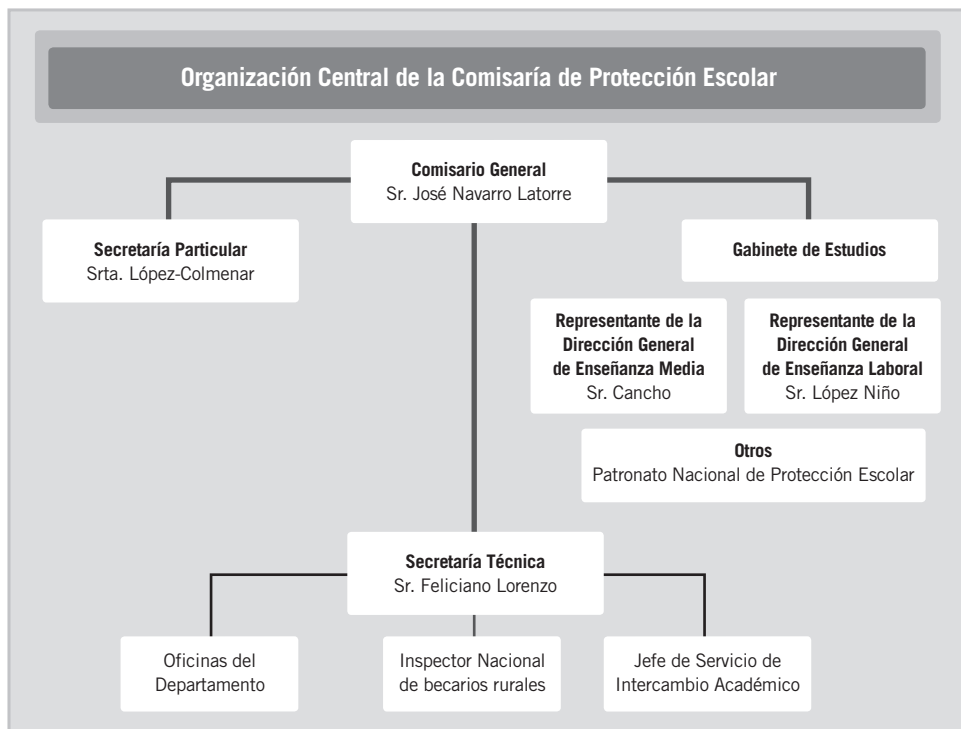 Organización Central de la Comisaría de Protección Escolar
Comisario General
Sr. José Navarro Latorre
Secretaría Particular
Srta. López-Colmenar
Gabinete de Estudios
Representante de la
Dirección General
de Enseñanza Media
Sr. Cancho
Representante de la
Dirección General
de Enseñanza Laboral
Sr. López Niño
Otros
Patronato Nacional de Protección Escolar
Secretaría Técnica
Sr. Feliciano Lorenzo
Oficinas del
Departamento
Inspector Nacional
de becarios rurales
Jefe de Servicio de
Intercambio Académico